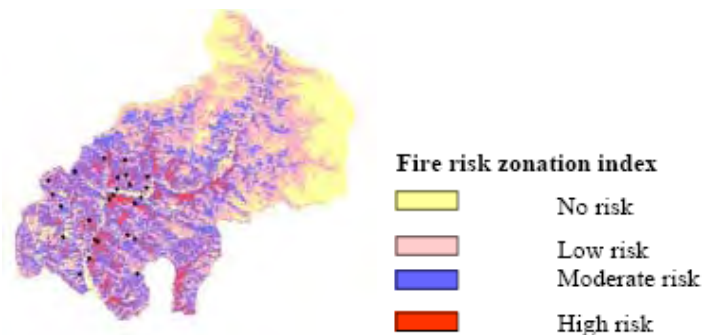 Fire risk zonation index
No risk
Low risk
Moderate risk
High risk